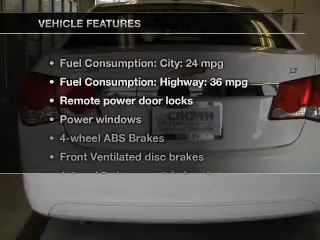 VEHICLE FEATURES
Fuel Consumption: City: 24 mpg
Fuel Consumption: Highway: 36 mpg
Remote power door locks
Power windows
4-wheel ABS Brakes
Front Ventilated disc brakes
LT
CROWN